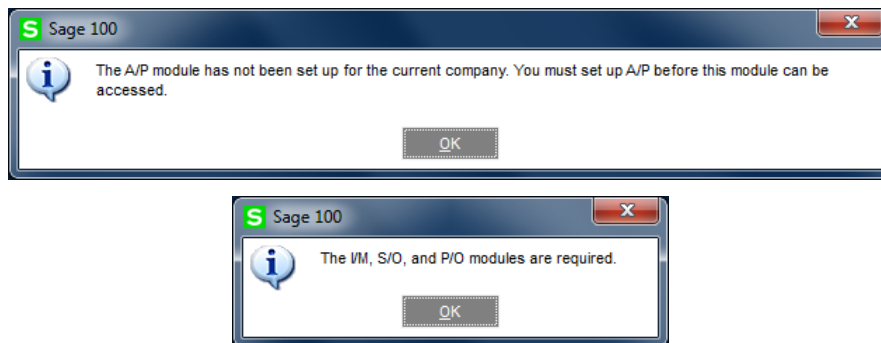 S Sage 100
x
i
The A/P module has not been set up for the current company. You must set up A/P before this module can be
accessed.
OK
S Sage 100
x
i
The I/M, S/O, and P/O modules are required.
OK